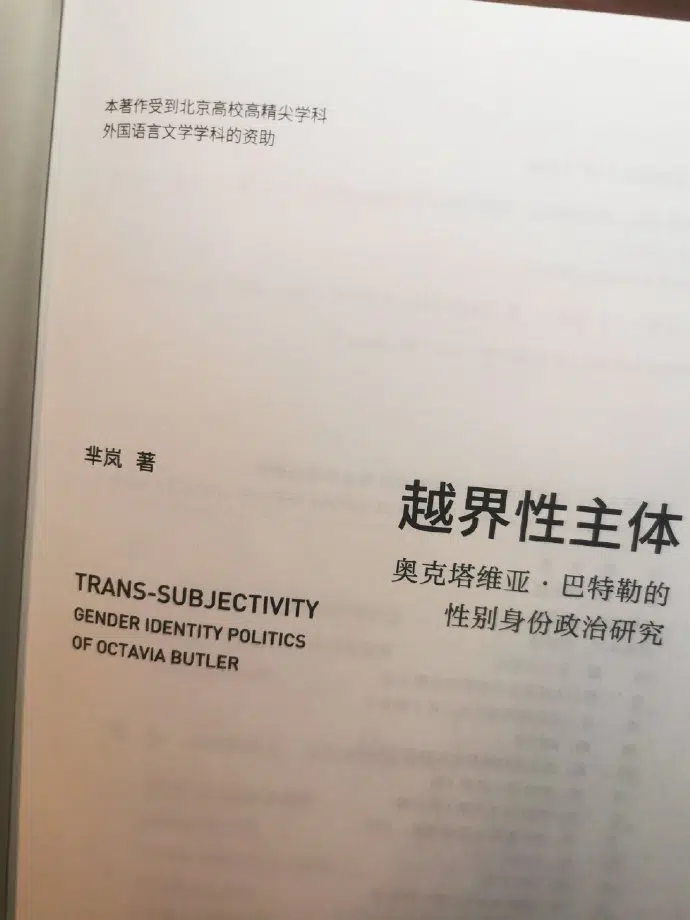 本著作受到北京高校高精尖学科
外国语言文学学科的资助
芈岚 著
越界性主体
奥克塔维亚·巴特勒的
性别身份政治研究
TRANS-SUBJECTIVITY
GENDER IDENTITY POLITICS
OF OCTAVIA BUTLER